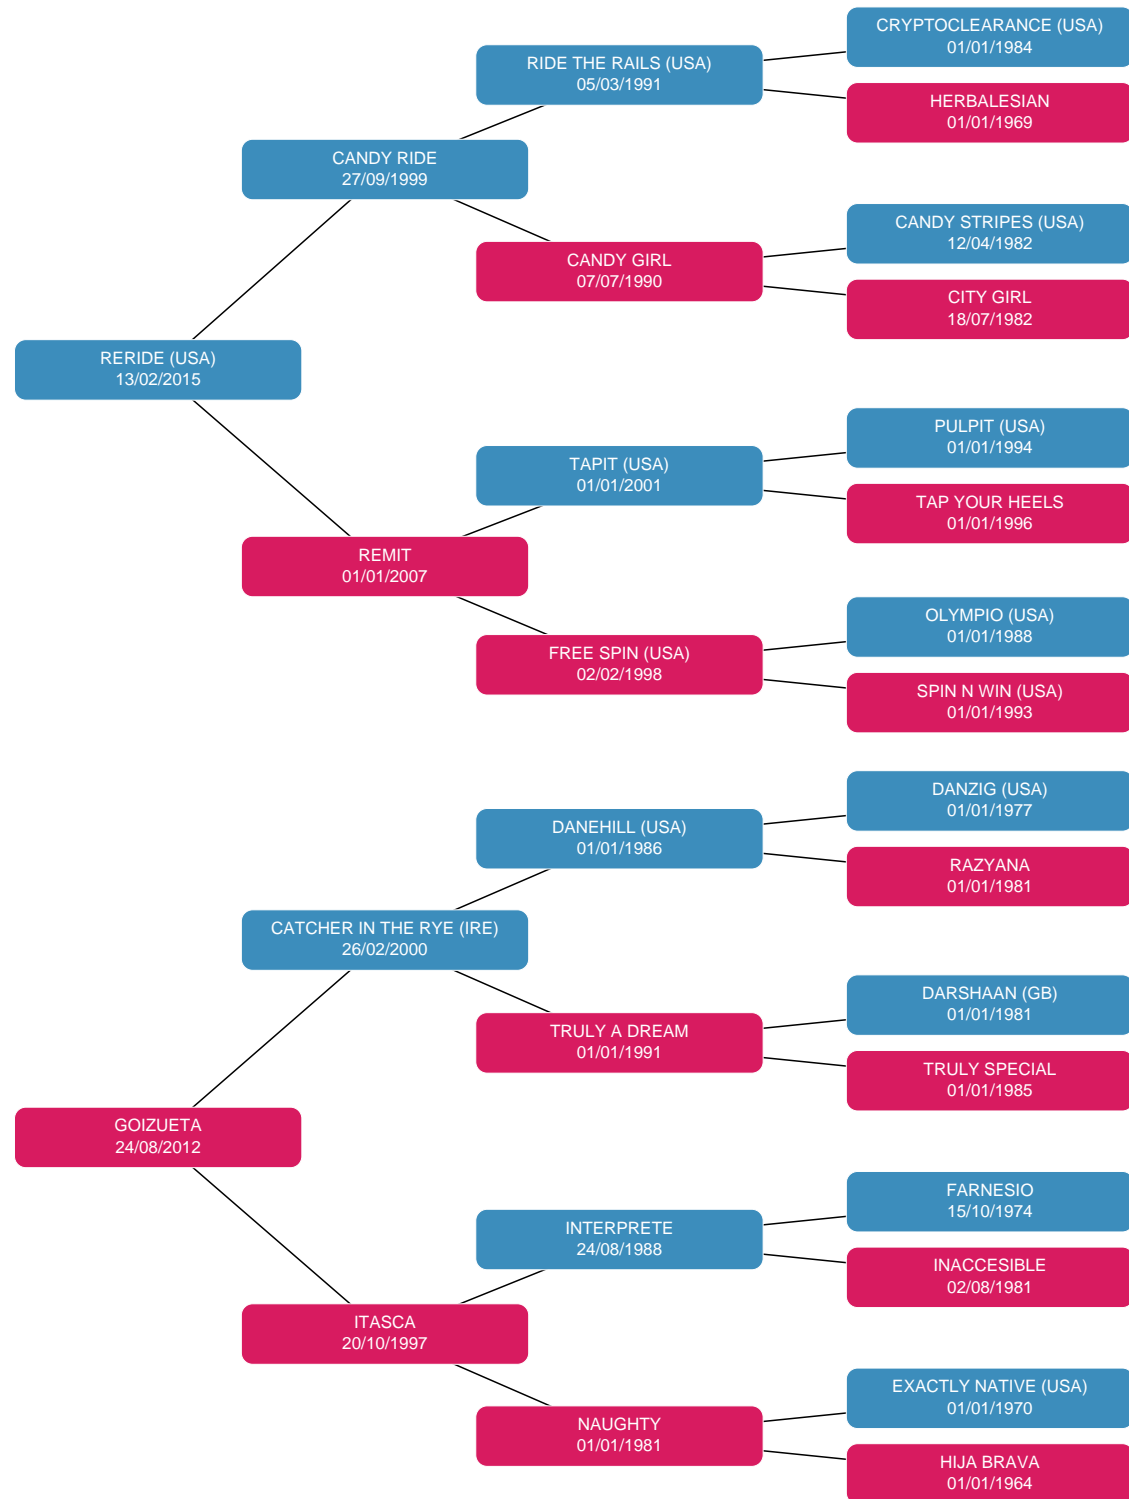 CRYPTOCLEARANCE (USA)
01/01/1984
RIDE THE RAILS (USA)
05/03/1991
HERBALESIAN
01/01/1969
CANDY RIDE
27/09/1999
CANDY STRIPES (USA)
12/04/1982
CANDY GIRL
07/07/1990
CITY GIRL
18/07/1982
RERIDE (USA)
13/02/2015
PULPIT (USA)
01/01/1994
TAPIT (USA)
01/01/2001
TAP YOUR HEELS
01/01/1996
REMIT
01/01/2007
OLYMPIO (USA)
01/01/1988
FREE SPIN (USA)
02/02/1998
SPIN N WIN (USA)
01/01/1993
DANZIG (USA)
01/01/1977
DANEHILL (USA)
01/01/1986
RAZYANA
01/01/1981
CATCHER IN THE RYE (IRE)
26/02/2000
DARSHAAN (GB)
01/01/1981
TRULY A DREAM
01/01/1991
TRULY SPECIAL
01/01/1985
GOIZUETA
24/08/2012
FARNESIO
15/10/1974
INTERPRETE
24/08/1988
INACCESIBLE
02/08/1981
ITASCA
20/10/1997
EXACTLY NATIVE (USA)
01/01/1970
NAUGHTY
01/01/1981
HIJA BRAVA
01/01/1964